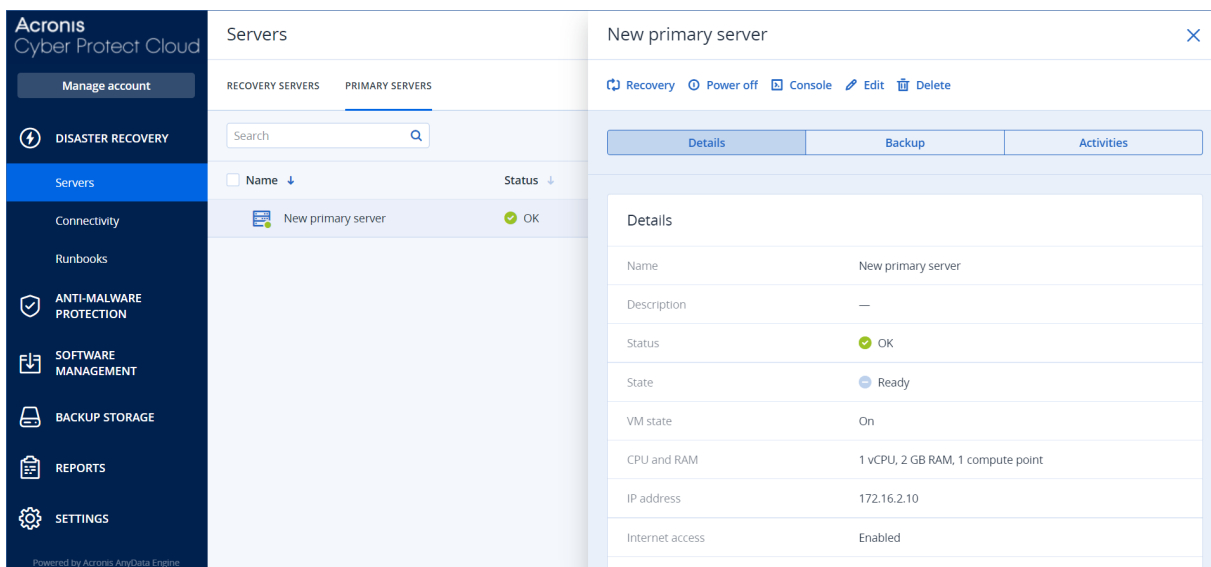 Acronis
Cyber Protect Cloud
Manage account
DISASTER RECOVERY
Servers
Connectivity
Runbooks
ANTI-MALWARE
PROTECTION
SOFTWARE
MANAGEMENT
BACKUP STORAGE
REPORTS
SETTINGS
Powered by Acronis AnyData Engine
Servers
RECOVERY SERVERS PRIMARY SERVERS
Search
Name Status
New primary server OK
New primary server
Recovery Power off Console Edit Delete
Details Backup Activities
Details
Name New primary server
Description —
Status OK
State Ready
VM state On
CPU and RAM 1 vCPU, 2 GB RAM, 1 compute point
IP address 172.16.2.10
Internet access Enabled